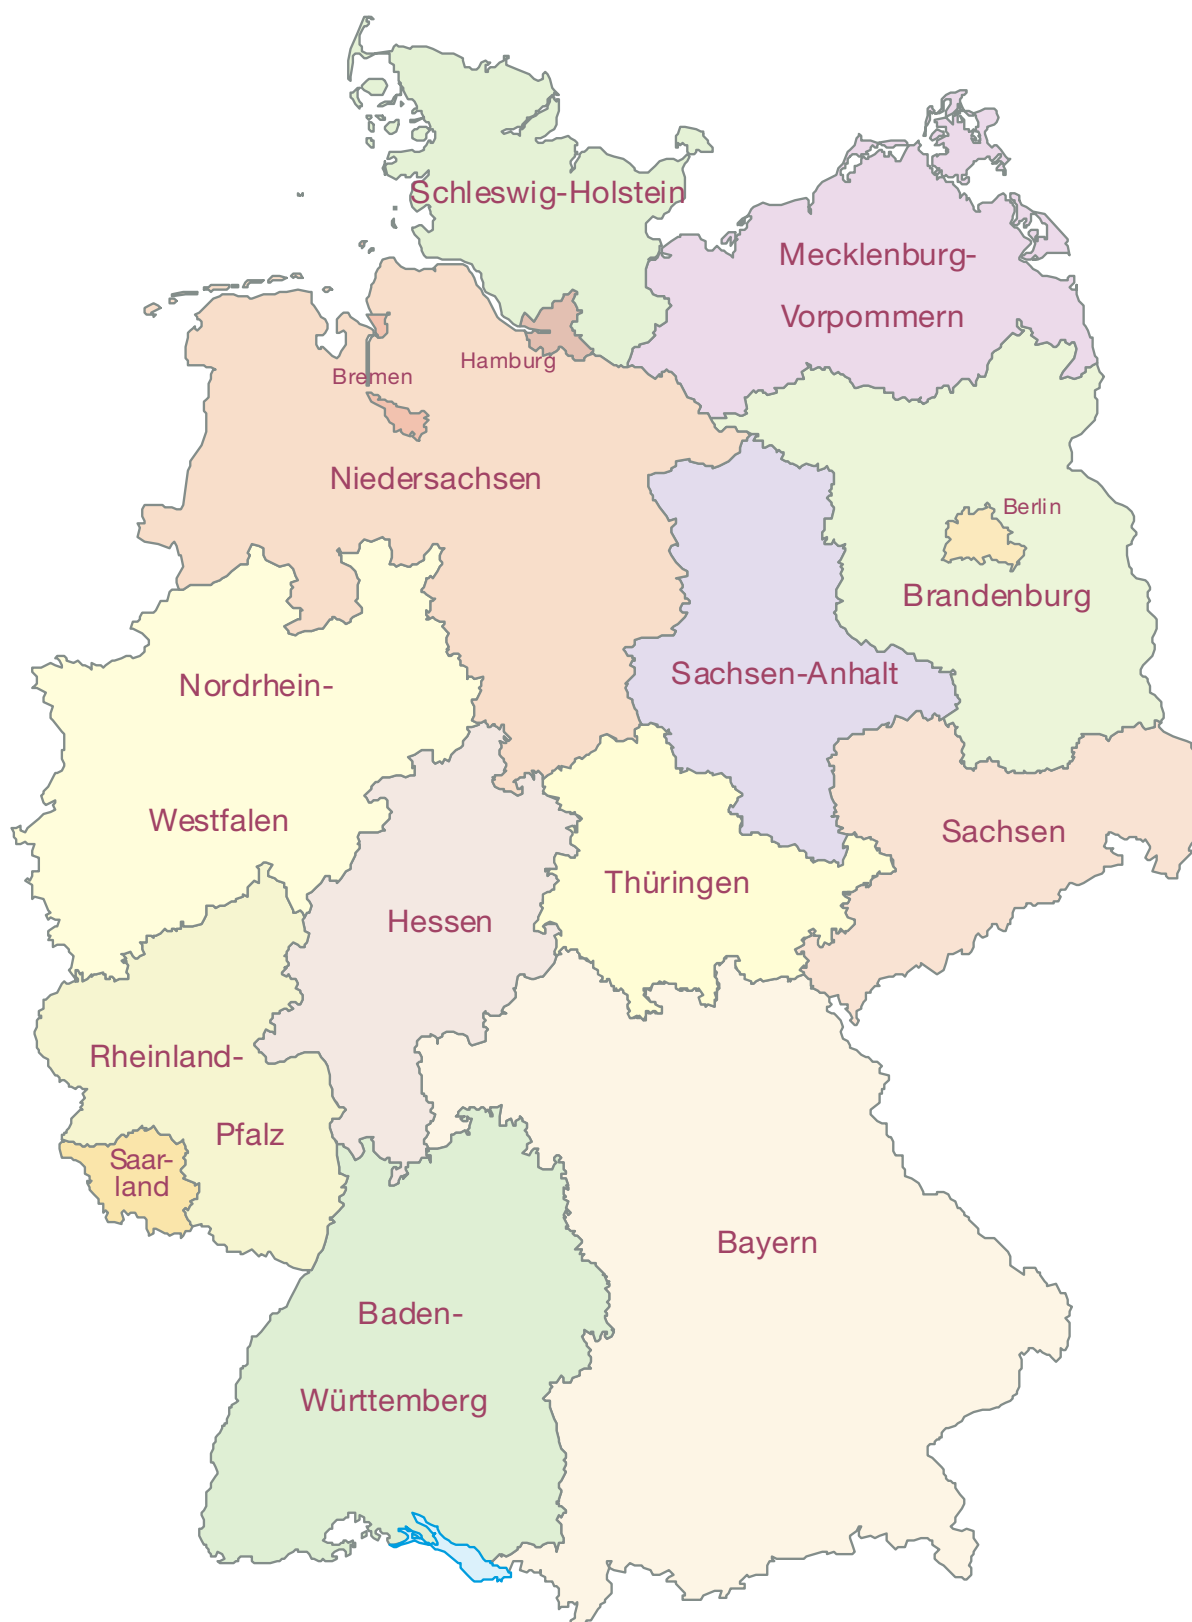 Schleswig-Holstein
Mecklenburg-
Vorpommern
Hamburg
Bremen
Niedersachsen
Berlin
Brandenburg
Sachsen-Anhalt
Nordrhein-
Westfalen
Sachsen
Thüringen
Hessen
Rheinland-
Pfalz
Saar-
land
Bayern
Baden-
Württemberg